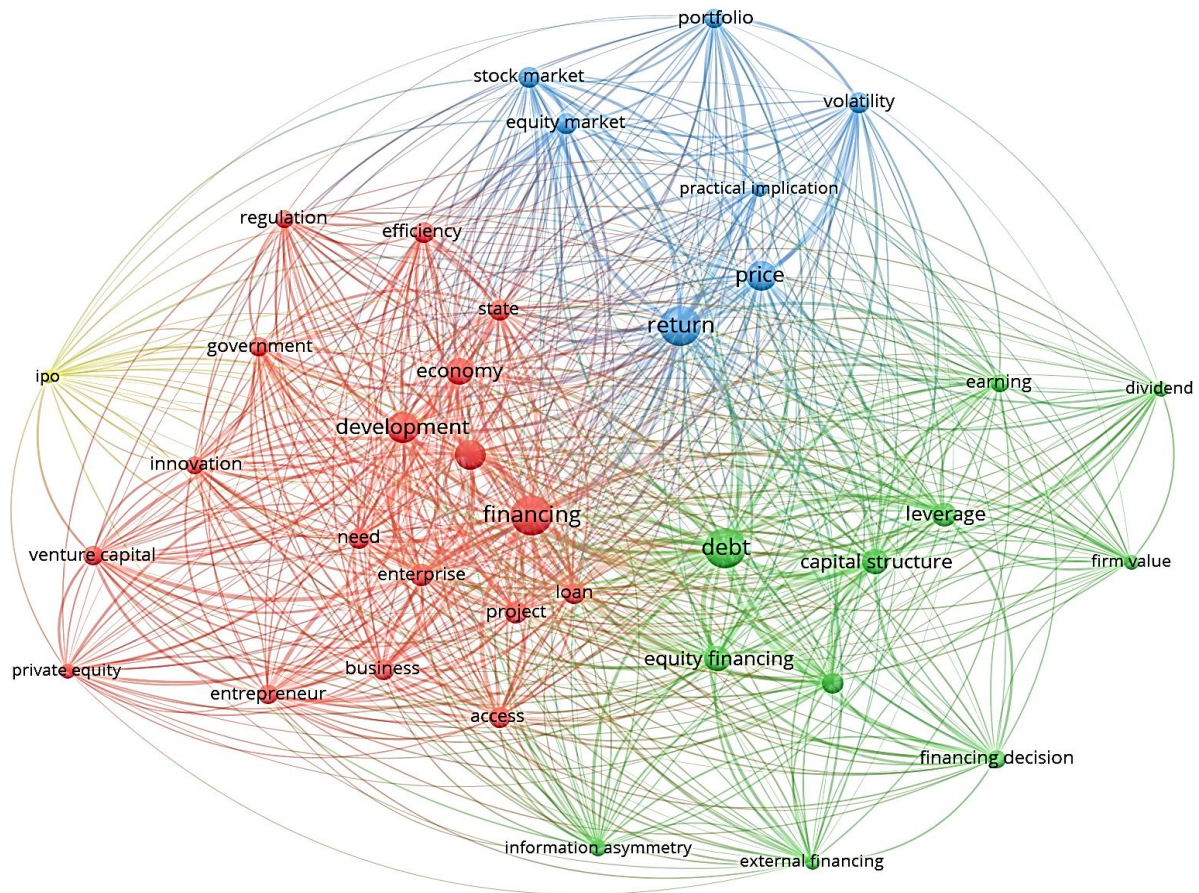 portfolio
stock market
volatility
equity market
practical implication
regulation
efficiency
price
state
return
government
economy
ipo
earning
dividend
development
innovation
financing
leverage
need
debt
venture capital
capital structure
firm value
enterprise
loan
project
equity financing
private equity
business
entrepreneur
access
financing decision
information asymmetry
external financing